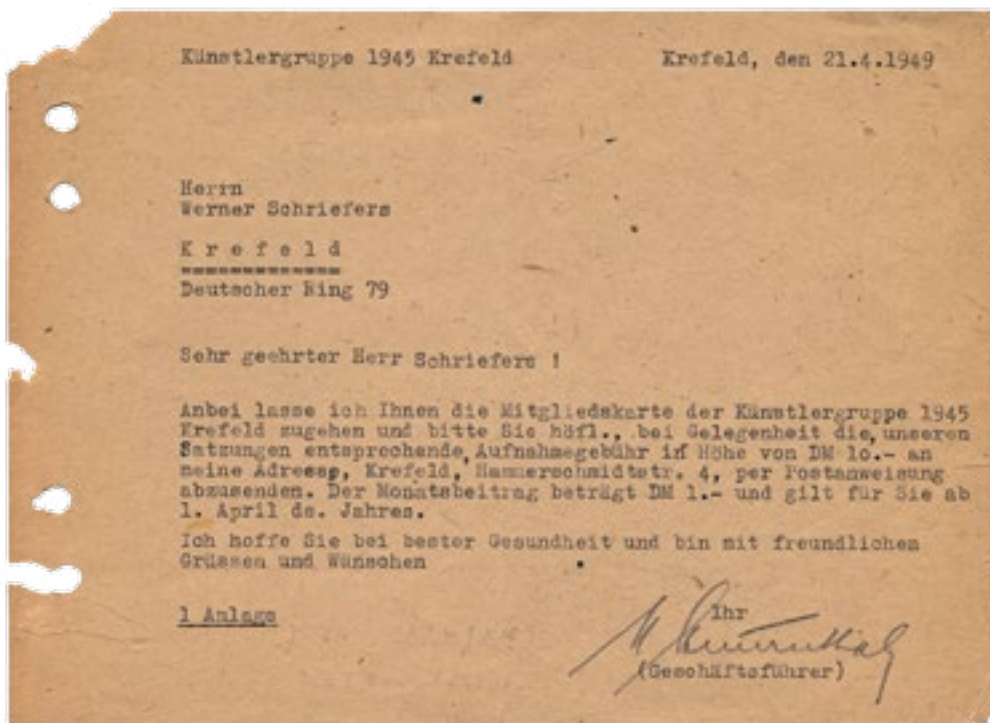 Künstlergruppe 1945 Krefeld Krefeld, den 21.4.1949
Herrn
Werner Schriefers
K r e f e l d
Deutscher Ring 79
Sehr geehrter Herr Schriefers !
Anbei lasse ich Ihnen die Mitgliedskarte der Künstlergruppe 1945
Krefeld zugehen und bitte Sie höfl., bei Gelegenheit die, unseren
Satzungen entsprechende, Aufnahmegebühr in Höhe von DM 10.- an
meine Adresse, Krefeld, Hammerschmidtstr. 4, per Postanweisung
abzusenden. Der Monatsbeitrag beträgt DM 1.- und gilt für Sie ab
1. April ds. Jahres.
Ich hoffe Sie bei bester Gesundheit und bin mit freundlichen
Grüssen und Wünschen
1 Anlage
Ihr
(Geschäftsführer)